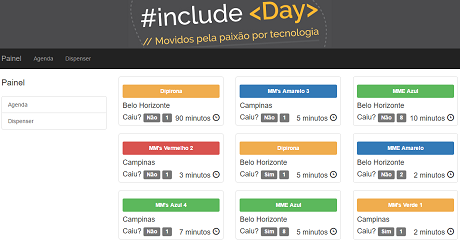 #include <Day>
// Movidos pela paixão por tecnologia
Painel Agenda Dispenser
Painel
Agenda
Dispenser
Dipirona
Belo Horizonte
Caiu? Não 1 90 minutos
MM's Amarelo 3
Campinas
Caiu? Não 1 5 minutos
MME Azul
Belo Horizonte
Caiu? Não 8 10 minutos
MM's Vermelho 2
Campinas
Caiu? Não 1 3 minutos
Dipirona
Belo Horizonte
Caiu? Sim 1 5 minutos
MME Amarelo
Belo Horizonte
Caiu? Não 2 2 minutos
MM's Azul 4
Campinas
Caiu? Não 1 7 minutos
MME Azul
Belo Horizonte
Caiu? Sim 8 5 minutos
MM's Verde 1
Campinas
Caiu? Sim 1 2 minutos